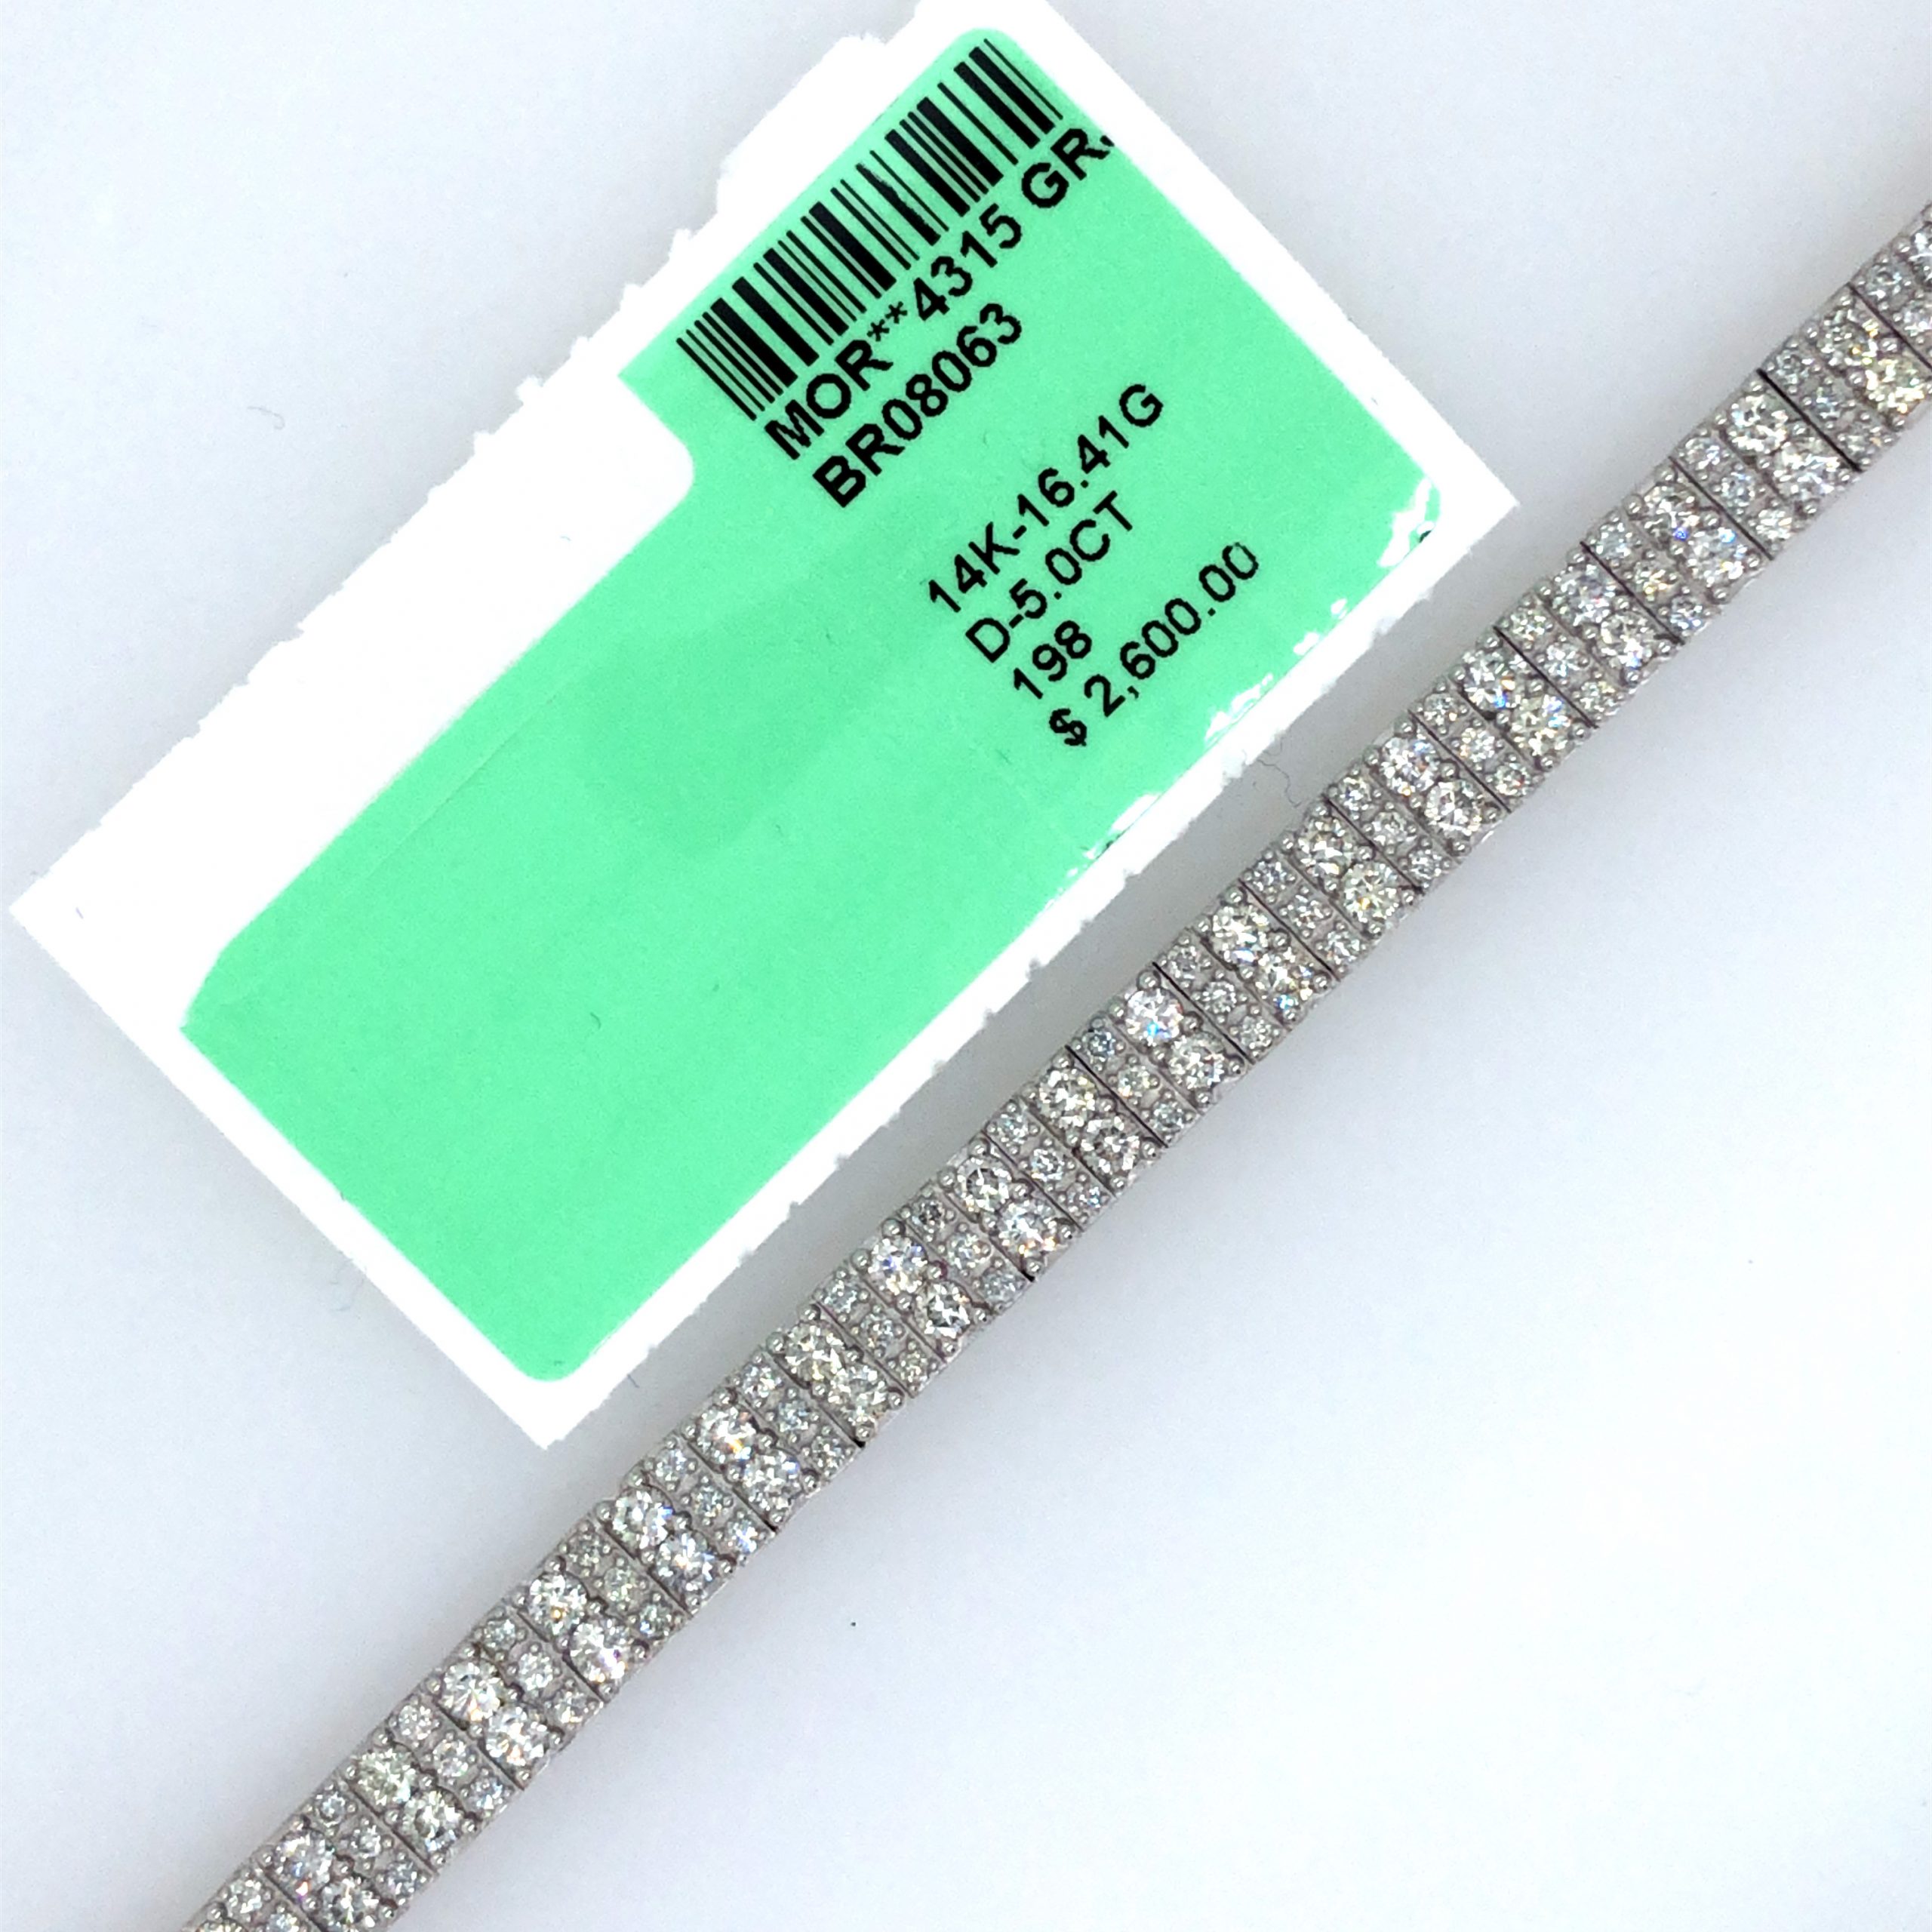 MOR**4315 GR.
BR08063
14K-16.41G
D-5.0CT
198
$ 2,600.00